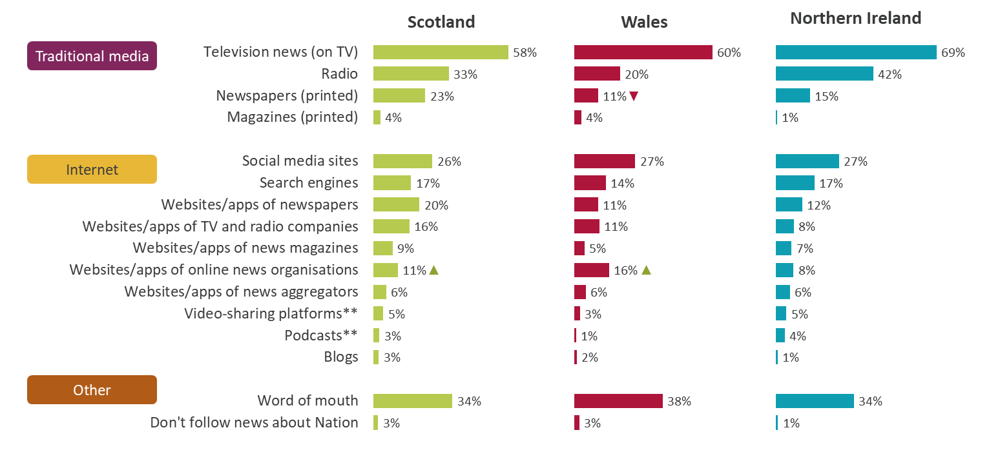 Scotland Wales Northern Ireland
Traditional media
Television news (on TV) 58% 60% 69%
Radio 33% 20% 42%
Newspapers (printed) 23% 11% ▼ 15%
Magazines (printed) 4% 4% 1%
Internet
Social media sites 26% 27% 27%
Search engines 17% 14% 17%
Websites/apps of newspapers 20% 11% 12%
Websites/apps of TV and radio companies 16% 11% 8%
Websites/apps of news magazines 9% 5% 7%
Websites/apps of online news organisations 11% ▲ 16% ▲ 8%
Websites/apps of news aggregators 6% 6% 6%
Video-sharing platforms** 5% 3% 5%
Podcasts** 3% 1% 4%
Blogs 3% 2% 1%
Other
Word of mouth 34% 38% 34%
Don't follow news about Nation 3% 3% 1%